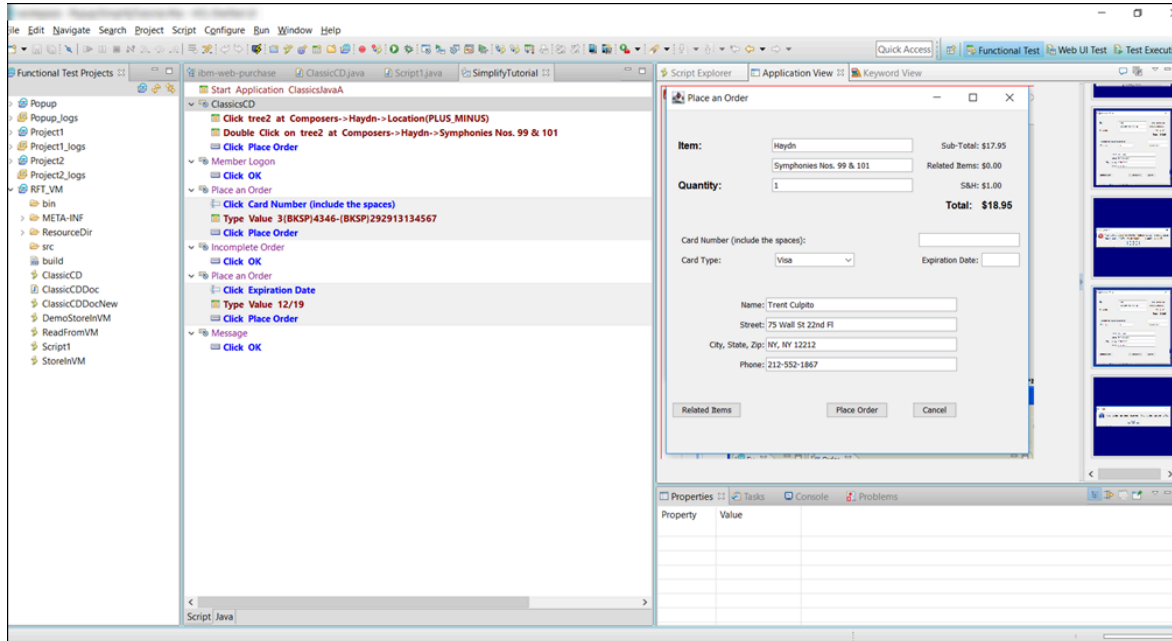 File Edit Navigate Search Project Script Configure Run Window Help
Quick Access
Functional Test
Web UI Test
Test Execut
Functional Test Projects
Popup
Popup_logs
Project1
Project1_logs
Project2
Project2_logs
RFT_VM
bin
META-INF
ResourceDir
src
build
ClassicCD
ClassicCDDoc
ClassicCDDocNew
DemoStoreInVM
ReadFromVM
Script1
StoreInVM
ibm-web-purchase
ClassicCD.java
Script1.java
SimplifyTutorial
Start Application ClassicsJavaA
ClassicsCD
Click tree2 at Composers->Haydn->Location(PLUS_MINUS)
Double Click on tree2 at Composers->Haydn->Symphonies Nos. 99 & 101
Click Place Order
Member Logon
Click OK
Place an Order
Click Card Number (include the spaces)
Type Value 3{BKSP}4346-{BKSP}292913134567
Click Place Order
Incomplete Order
Click OK
Place an Order
Click Expiration Date
Type Value 12/19
Click Place Order
Message
Click OK
Script Java
Script Explorer
Application View
Keyword View
Place an Order
Item: Haydn Sub-Total: $17.95
Symphonies Nos. 99 & 101 Related Items: $0.00
Quantity: 1 S&H: $1.00
Total: $18.95
Card Number (include the spaces):
Card Type: Visa Expiration Date:
Name: Trent Culpito
Street: 75 Wall St 22nd Fl
City, State, Zip: NY, NY 12212
Phone: 212-552-1867
Related Items Place Order Cancel
Properties
Tasks
Console
Problems
Property Value